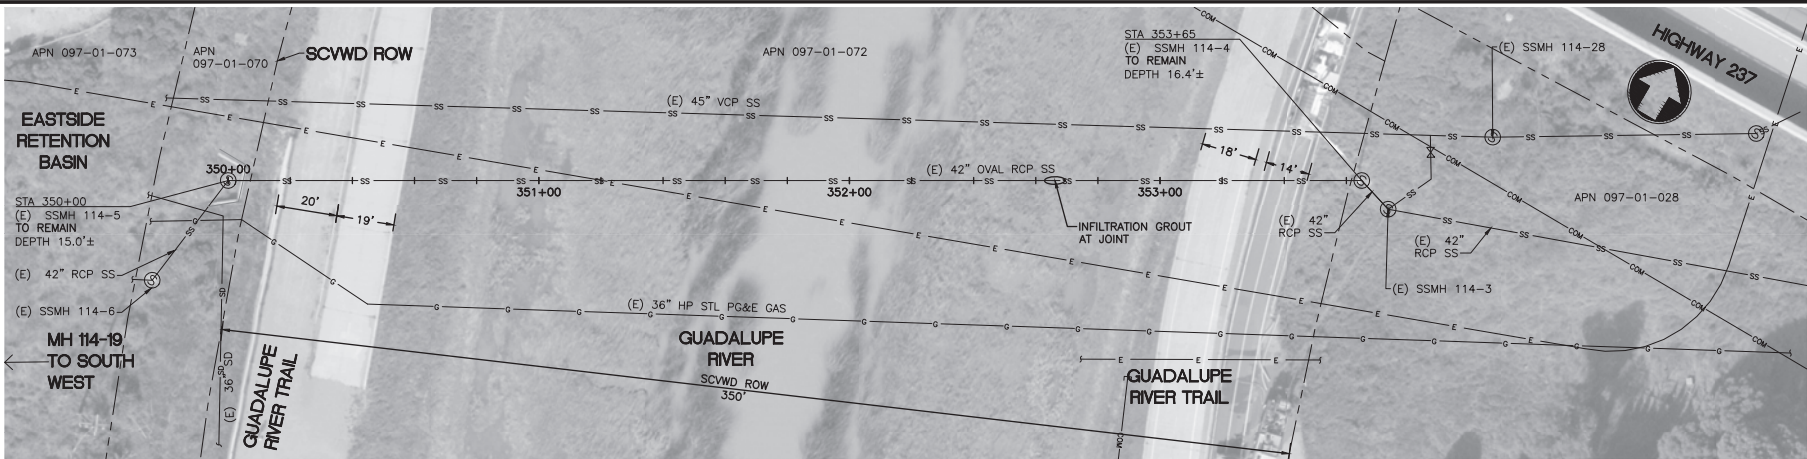 APN 097-01-073
APN
097-01-070
SCVWD ROW
APN 097-01-072
STA 353+65
(E) SSMH 114-4
TO REMAIN
DEPTH 16.4'±
(E) SSMH 114-28
HIGHWAY 237
(E) 45" VCP SS
EASTSIDE
RETENTION
BASIN
350+00
(E) 42" OVAL RCP SS
18'
14'
351+00
352+00
353+00
STA 350+00
(E) SSMH 114-5
TO REMAIN
DEPTH 15.0'±
20'
19'
INFILTRATION GROUT
AT JOINT
(E) 42"
RCP SS
(E) 42"
RCP SS
APN 097-01-028
(E) 42" RCP SS
(E) SSMH 114-6
(E) SSMH 114-3
(E) 36" HP STL PG&E GAS
MH 114-19
TO SOUTH
WEST
(E) 36" SD
GUADALUPE
RIVER TRAIL
GUADALUPE
RIVER
SCVWD ROW
350'
GUADALUPE
RIVER TRAIL